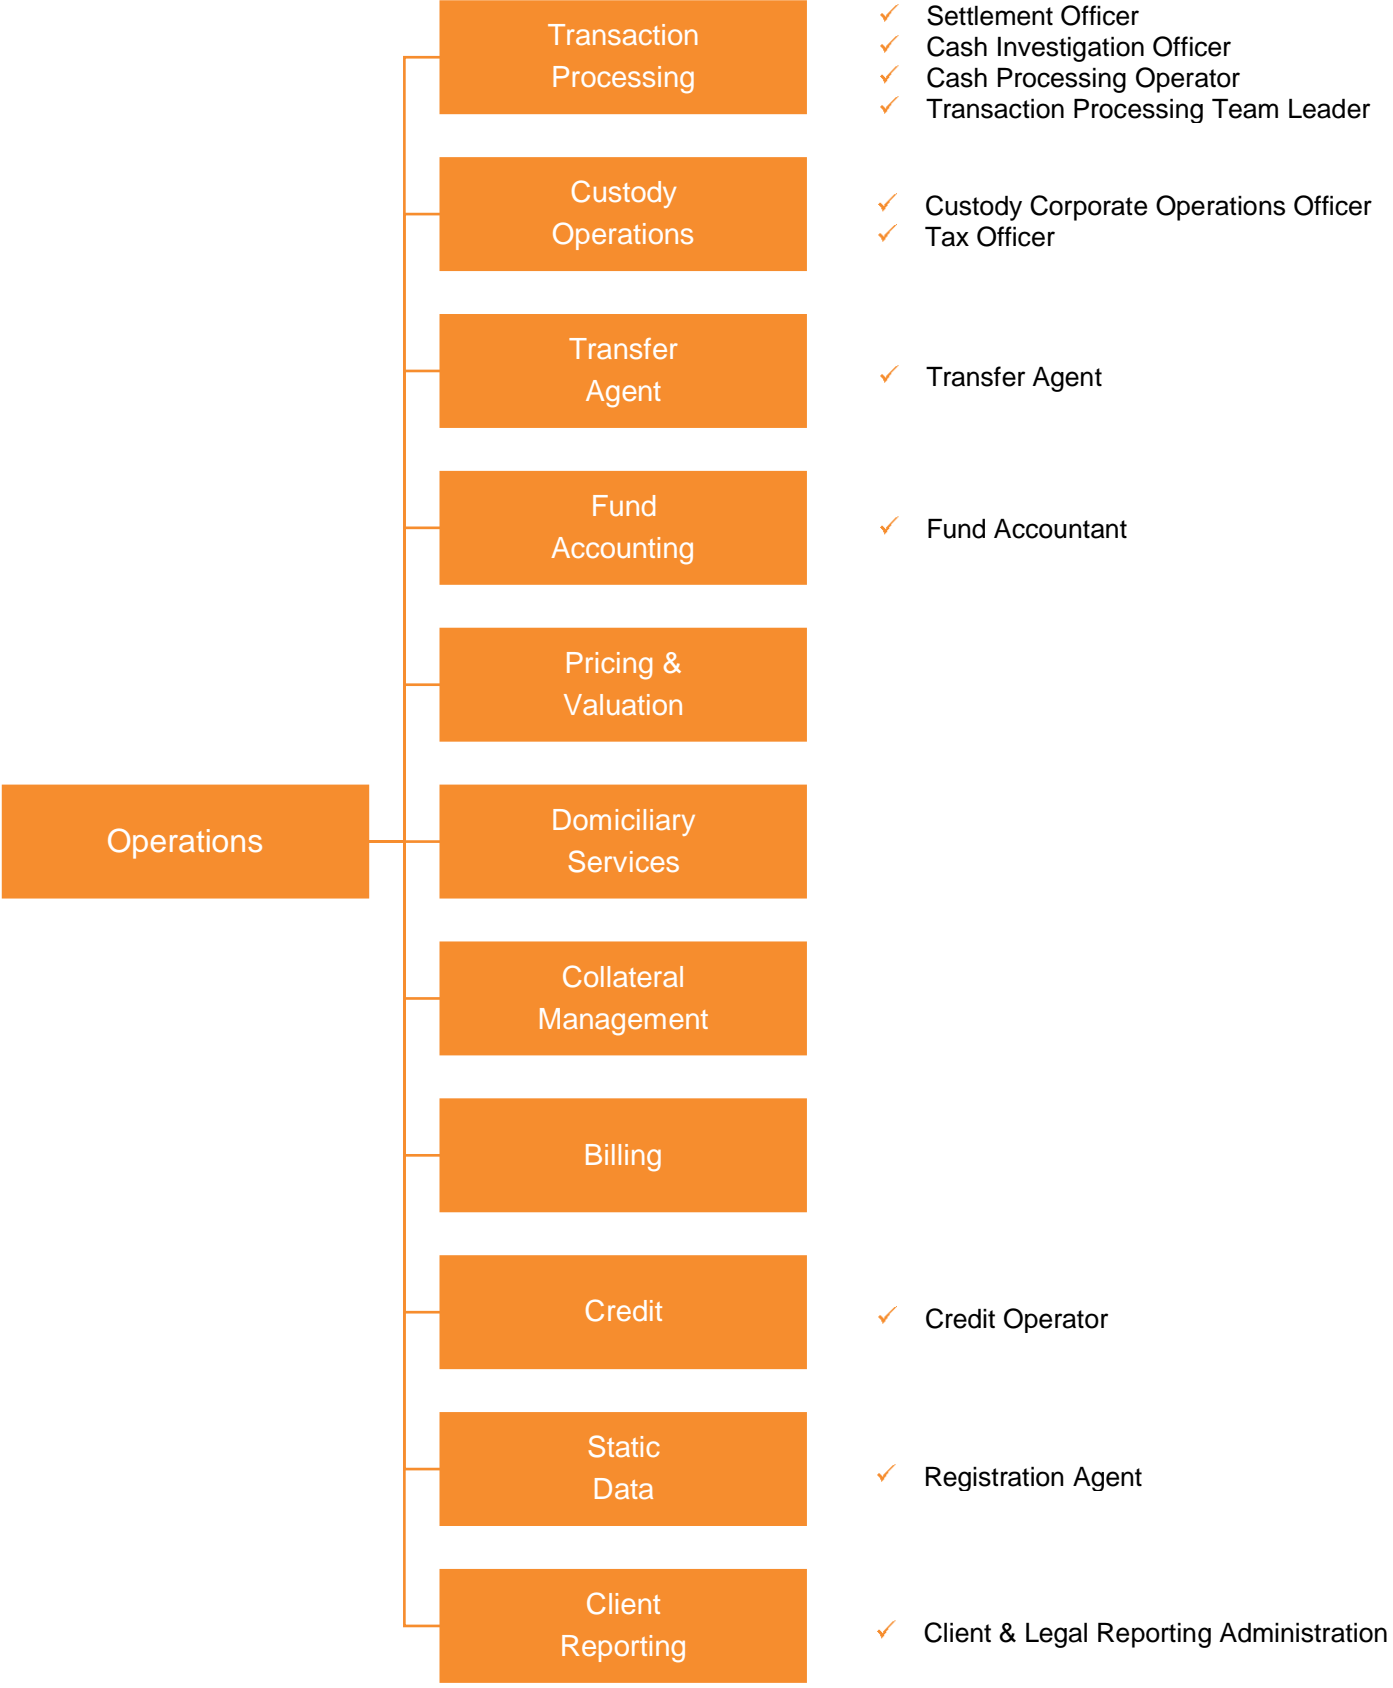 Transaction
Processing
Settlement Officer
Cash Investigation Officer
Cash Processing Operator
Transaction Processing Team Leader
Custody
Operations
Custody Corporate Operations Officer
Tax Officer
Transfer
Agent
Transfer Agent
Fund
Accounting
Fund Accountant
Pricing &
Valuation
Operations
Domiciliary
Services
Collateral
Management
Billing
Credit
Credit Operator
Static
Data
Registration Agent
Client
Reporting
Client & Legal Reporting Administration